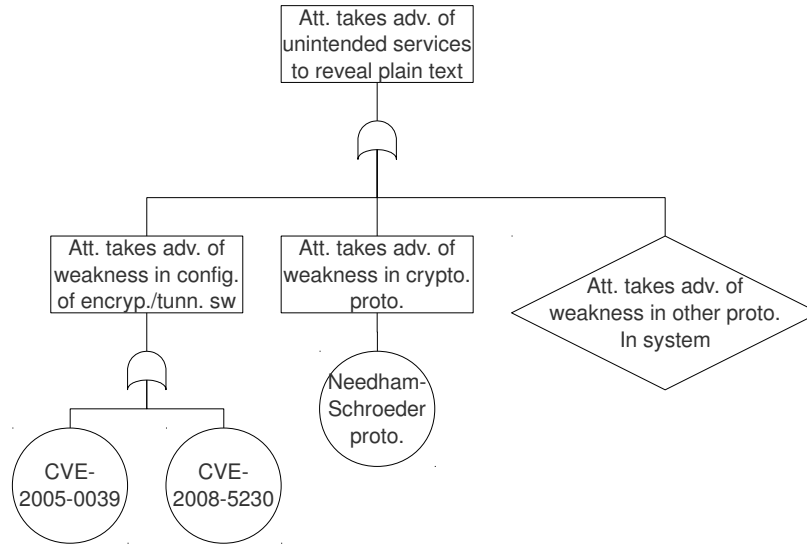 Att. takes adv. of
unintended services
to reveal plain text
Att. takes adv. of
weakness in config.
of encryp./tunn. sw
Att. takes adv. of
weakness in crypto.
proto.
Att. takes adv. of
weakness in other proto.
In system
Needham-
Schroeder
proto.
CVE-
2005-0039
CVE-
2008-5230